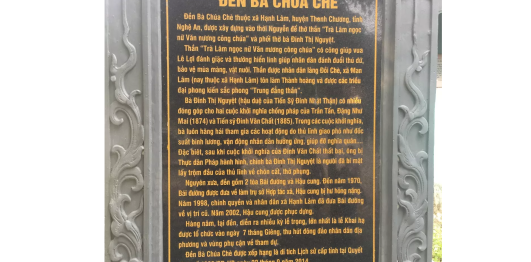 ĐỀN BÀ CHÚA CHÈ
Đền Bà Chúa Chè thuộc xã Hạnh Lâm, huyện Thanh Chương, tỉnh
Nghệ An, được xây dựng vào thời Nguyễn để thờ thần "Trà Lâm ngọc
nữ Vân nương công chúa" và phối thờ bà Đinh Thị Nguyệt.
Thần "Trà Lâm ngọc nữ Vân nương công chúa" có công giúp vua
Lê Lợi đánh giặc và thường hiển linh giúp nhân dân đánh đuổi thú dữ,
bảo vệ mùa màng, vật nuôi. Thần được nhân dân làng Đồi Chè, xã Man
Lâm (nay thuộc xã Hạnh Lâm) tôn làm Thành hoàng và được các triều
đại phong kiến sắc phong "Trung đẳng thần".
Bà Đinh Thị Nguyệt (hậu duệ của Tiến Sỹ Đinh Nhật Thận) có nhiều
đóng góp cho hai cuộc khởi nghĩa chống pháp của Trần Tấn, Đặng Như
Mai (1874) và Tiến sỹ Đinh Văn Chất (1885). Trong các cuộc khởi nghĩa,
bà luôn hăng hái tham gia các hoạt động do thủ lĩnh giao phó như đốc
suất binh lương, vận động nhân dân hưởng ứng, giúp đỡ nghĩa quân...
Đặc biệt, sau khi cuộc khởi nghĩa của Đinh Văn Chất thất bại, ông bị
Thực dân Pháp hành hình, chính bà Đinh Thị Nguyệt là người đã bí mật
lấy trộm đầu của thủ lĩnh về chôn cất, thờ phụng.
Nguyên xưa, đền gồm 2 tòa Bái đường và Hậu cung. Đến năm 1970,
Bái đường được đưa về làm trụ sở Hợp tác xã, Hậu cung bị hư hỏng nặng.
Năm 1998, chính quyền và nhân dân xã Hạnh Lâm đã đưa Bái đường
về vị trí cũ. Năm 2002, Hậu cung được phục dựng.
Hàng năm, tại đền, diễn ra nhiều kỳ lễ trọng, lớn nhất là lễ Khai hạ
được tổ chức vào ngày 7 tháng Giêng, thu hút đông đảo nhân dân địa
phương và vùng phụ cận về tham dự.
Đền Bà Chúa Chè được xếp hạng là di tích Lịch sử cấp tỉnh tại Quyết
2014